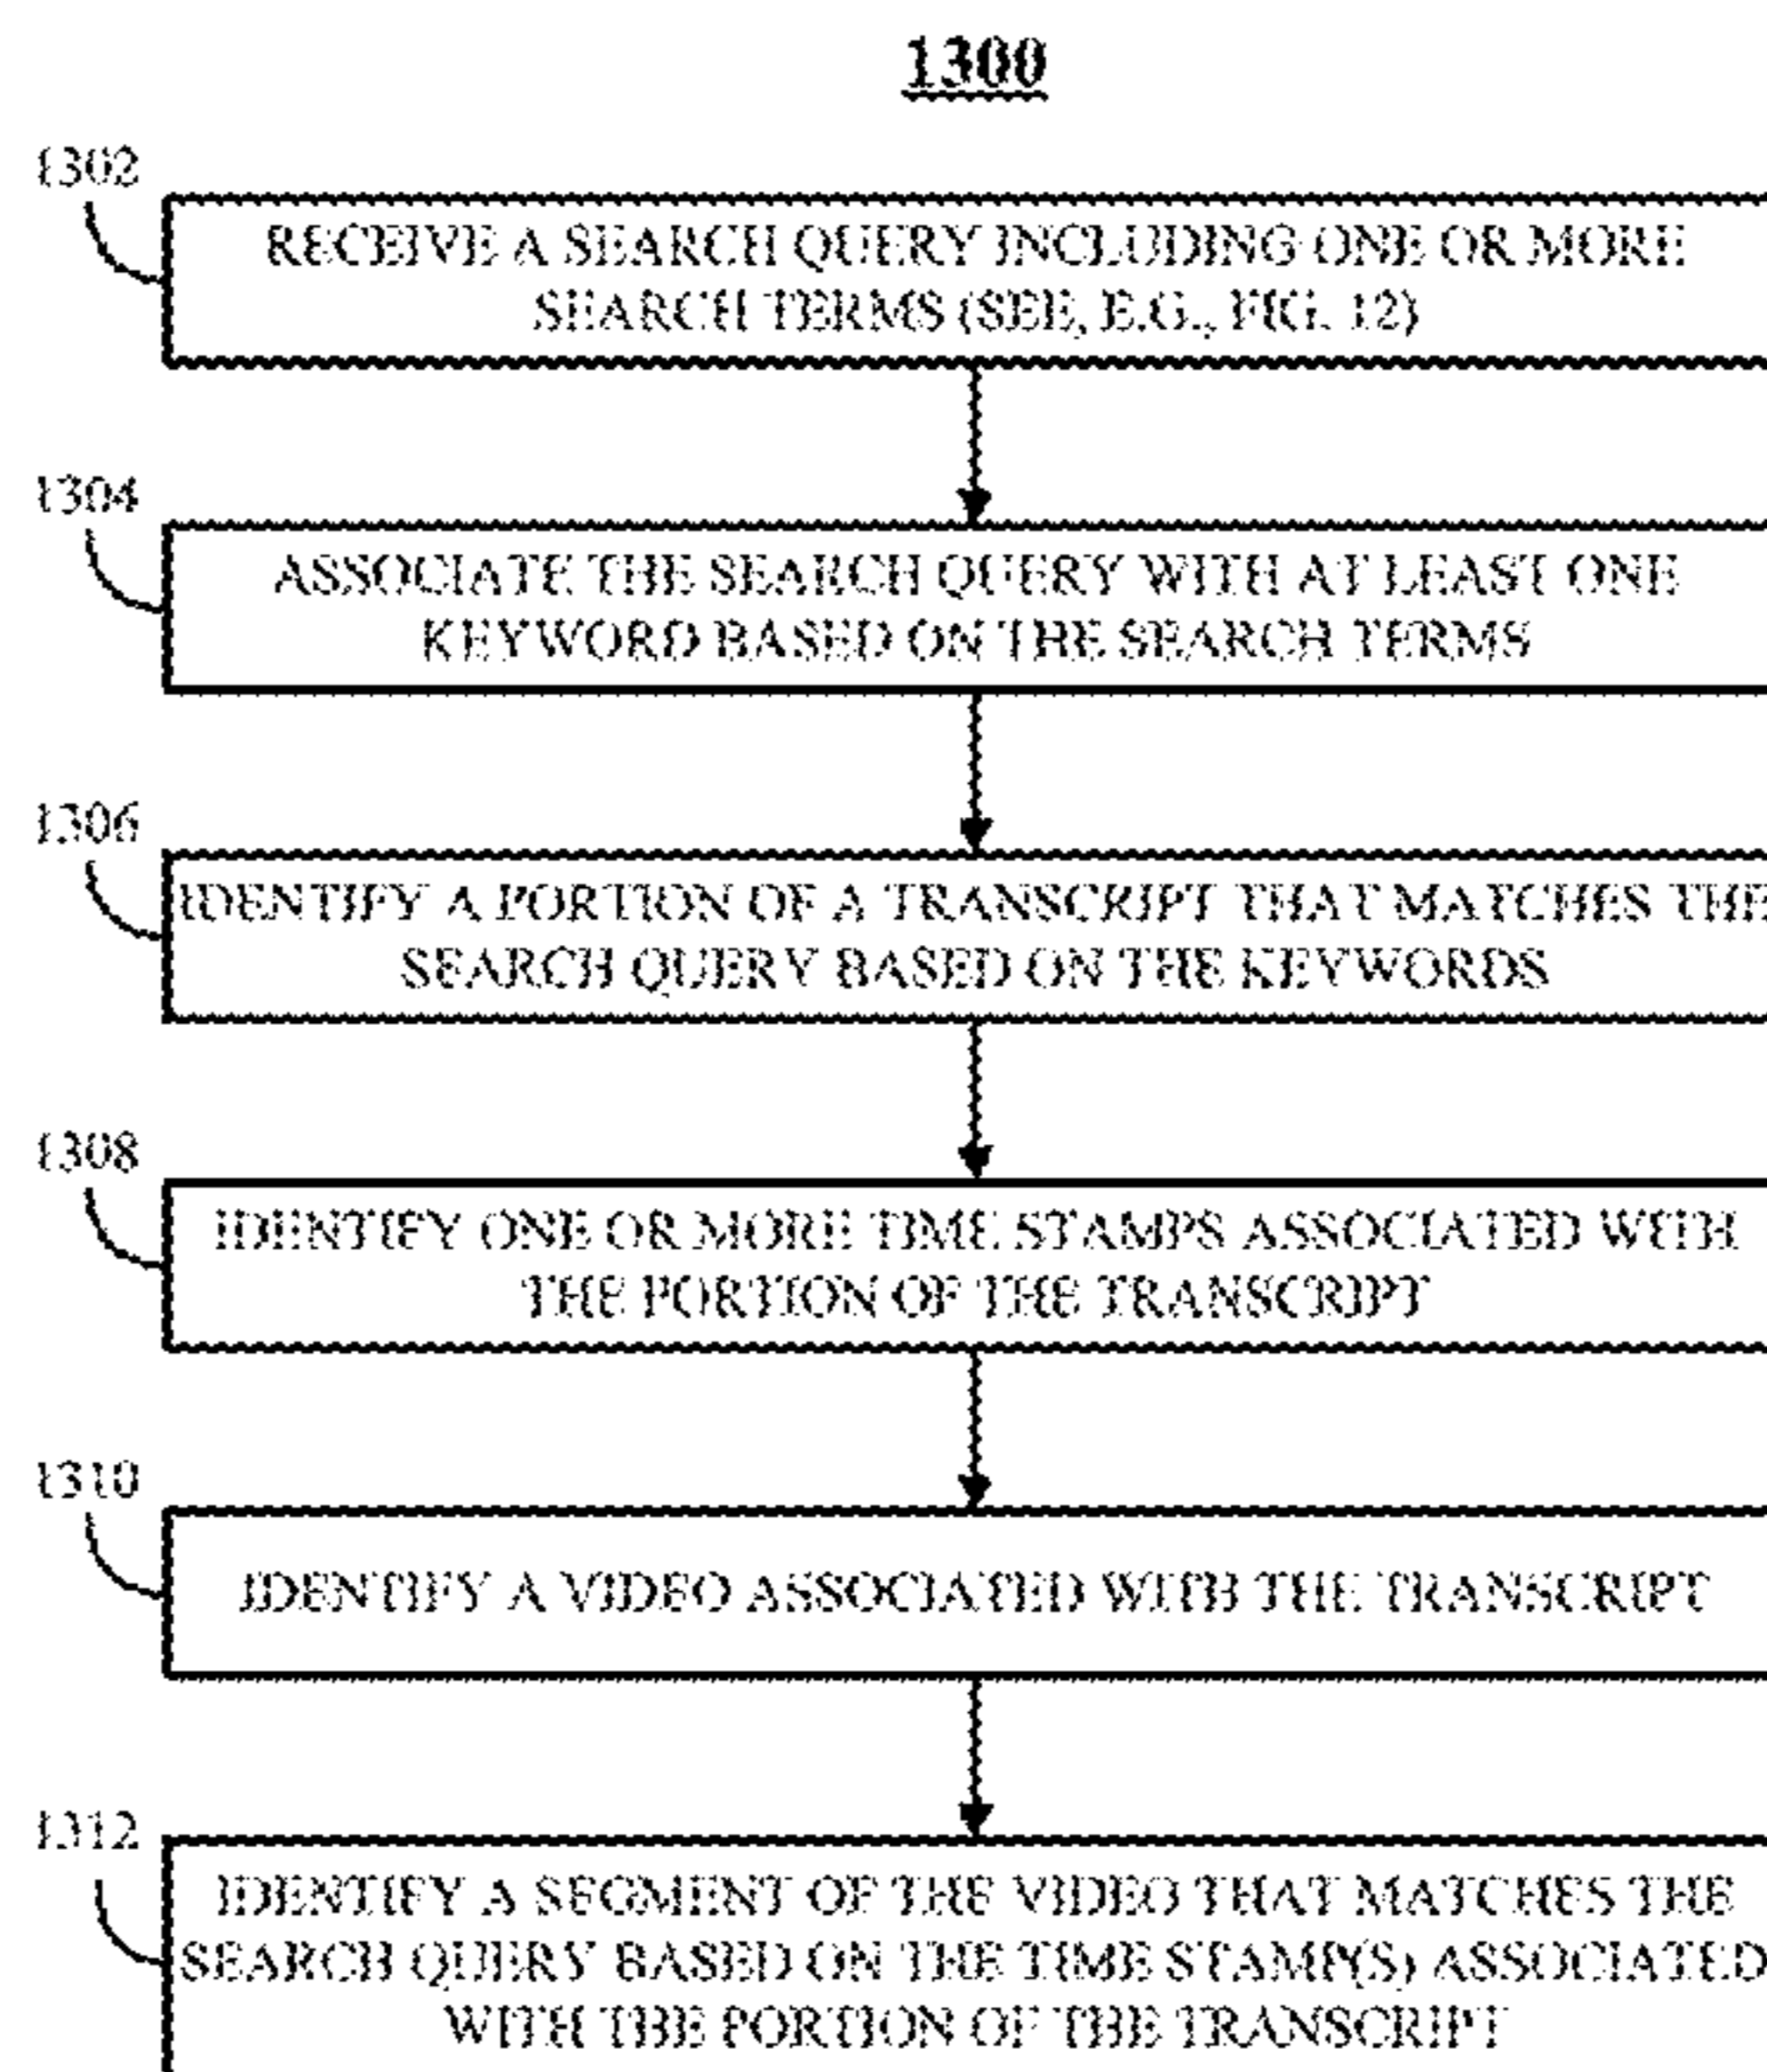 1300
1302
RECEIVE A SEARCH QUERY INCLUDING ONE OR MORE
SEARCH TERMS (SEE, E.G., FIG. 12)
1304
ASSOCIATE THE SEARCH QUERY WITH AT LEAST ONE
KEYWORD BASED ON THE SEARCH TERMS
1306
IDENTIFY A PORTION OF A TRANSCRIPT THAT MATCHES THE
SEARCH QUERY BASED ON THE KEYWORDS
1308
IDENTIFY ONE OR MORE TIME STAMPS ASSOCIATED WITH
THE PORTION OF THE TRANSCRIPT
1310
IDENTIFY A VIDEO ASSOCIATED WITH THE TRANSCRIPT
1312
IDENTIFY A SEGMENT OF THE VIDEO THAT MATCHES THE
SEARCH QUERY BASED ON THE TIME STAMP(S) ASSOCIATED
WITH THE PORTION OF THE TRANSCRIPT